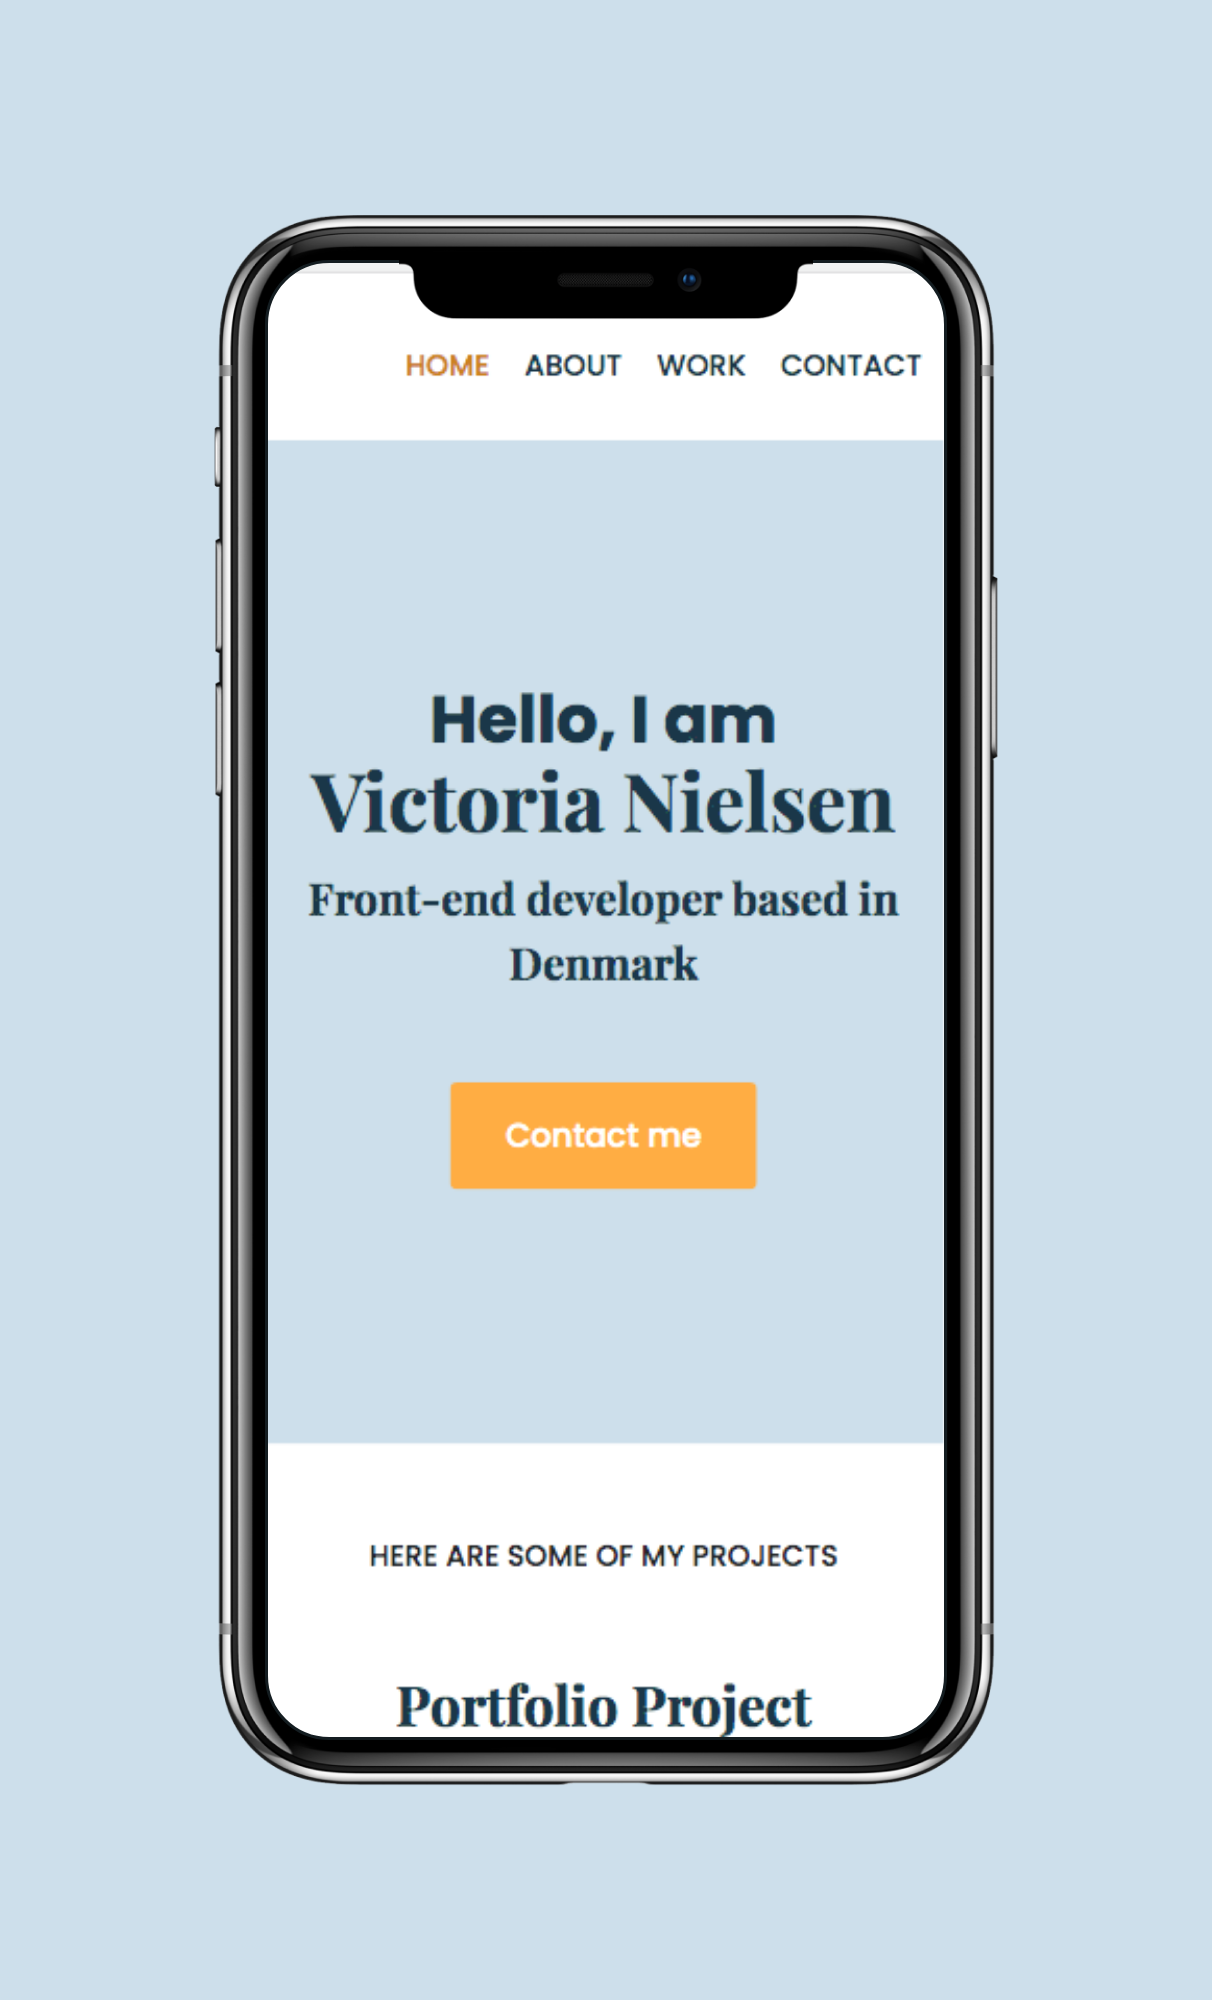 HOME ABOUT WORK CONTACT
Hello, I am
Victoria Nielsen
Front-end developer based in
Denmark
Contact me
HERE ARE SOME OF MY PROJECTS
Portfolio Project